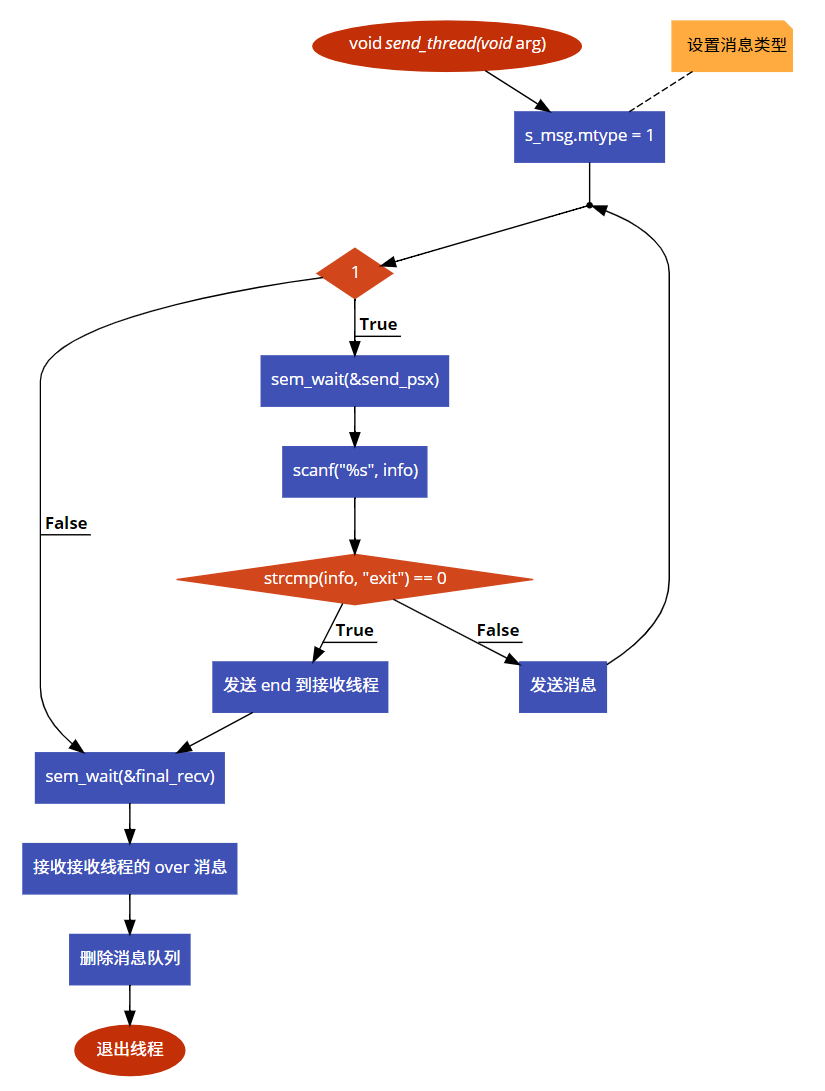 void send_thread(void arg)
设置消息类型
s_msg.mtype = 1
1
True
sem_wait(&send_psx)
scanf("%s", info)
False
strcmp(info, "exit") == 0
True
False
发送 end 到接收线程
发送消息
sem_wait(&final_recv)
接收接收线程的 over 消息
删除消息队列
退出线程